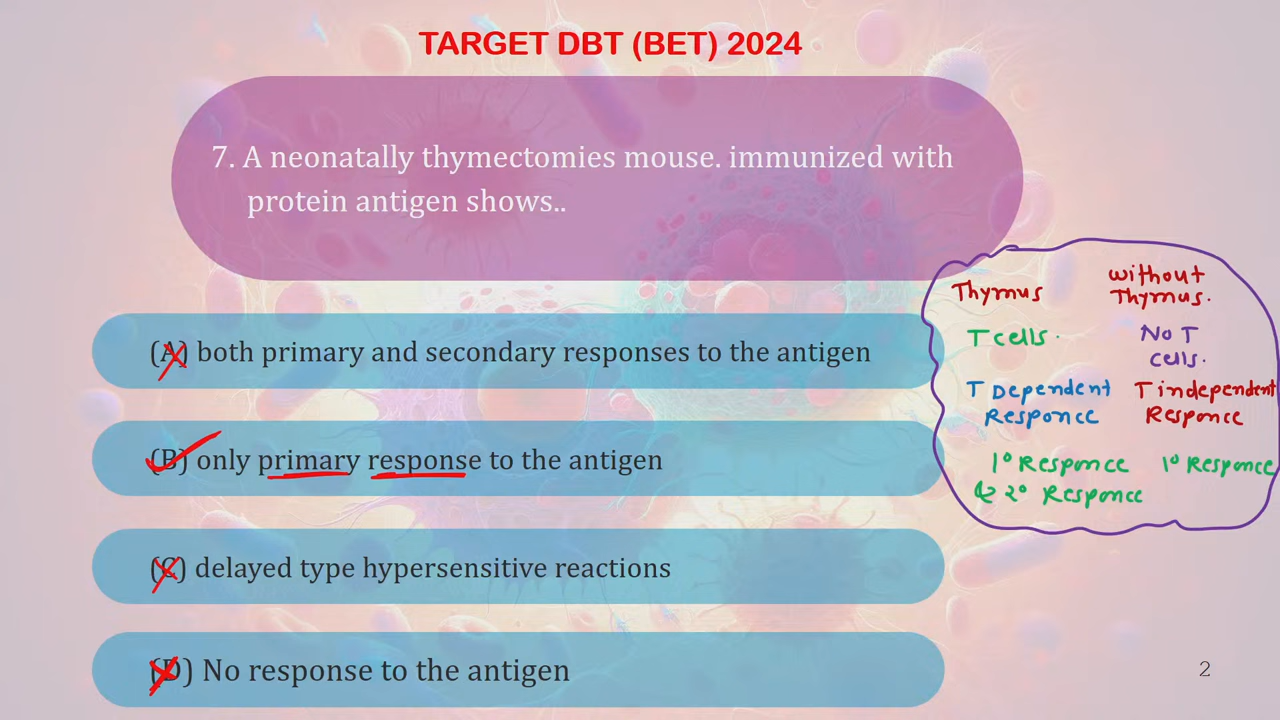 TARGET DBT (BET) 2024
7. A neonatally thymectomies mouse. immunized with
protein antigen shows..
(A) both primary and secondary responses to the antigen
(B) only primary response to the antigen
(C) delayed type hypersensitive reactions
(D) No response to the antigen
Thymus
without
Thymus.
T cells.
No T
cells.
T Dependent
Responce
T independent
Responce
1° Responce
& 2° Responce
1° Responce
2